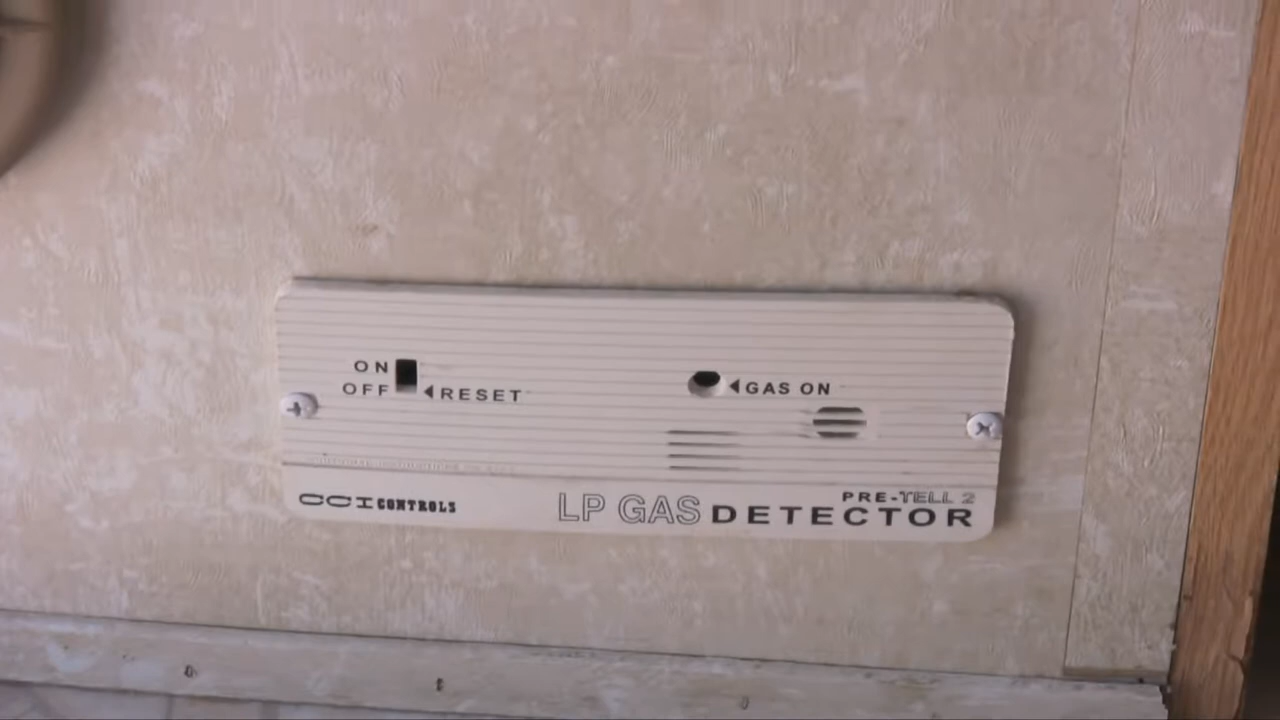 ON
OFF ◀RESET
◀GAS ON
CCI CONTROLS
LP GAS DETECTOR
PRE-TELL 2